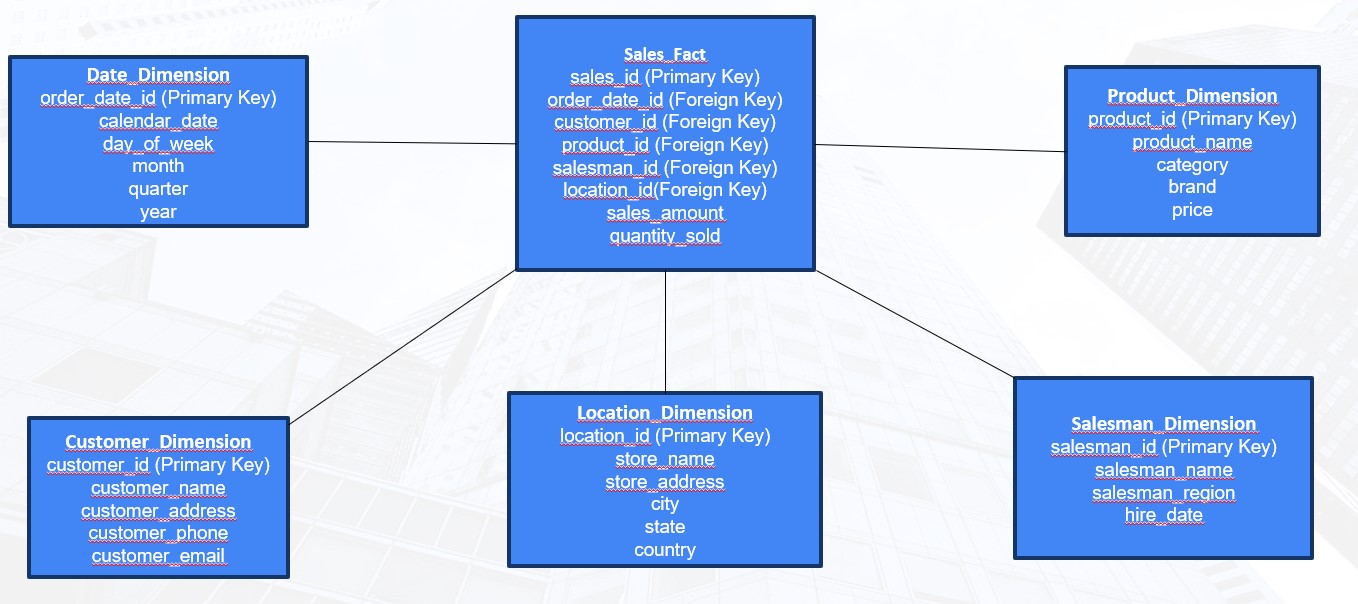 Sales_Fact
sales_id (Primary Key)
order_date_id (Foreign Key)
customer_id (Foreign Key)
product_id (Foreign Key)
salesman_id (Foreign Key)
location_id(Foreign Key)
sales_amount
quantity_sold
Date_Dimension
order_date_id (Primary Key)
calendar_date
day_of_week
month
quarter
year
Product_Dimension
product_id (Primary Key)
product_name
category
brand
price
Customer_Dimension
customer_id (Primary Key)
customer_name
customer_address
customer_phone
customer_email
Location_Dimension
location_id (Primary Key)
store_name
store_address
city
state
country
Salesman_Dimension
salesman_id (Primary Key)
salesman_name
salesman_region
hire_date